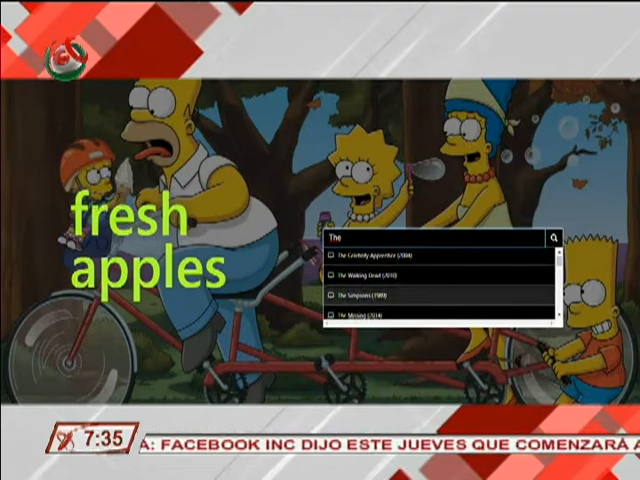 fresh
apples
The
The Celebrity Apprentice (2004)
The Walking Dead (2010)
The Simpsons (1989)
The Missing (2014)
7:35
A: FACEBOOK INC DIJO ESTE JUEVES QUE COMENZARÁ A